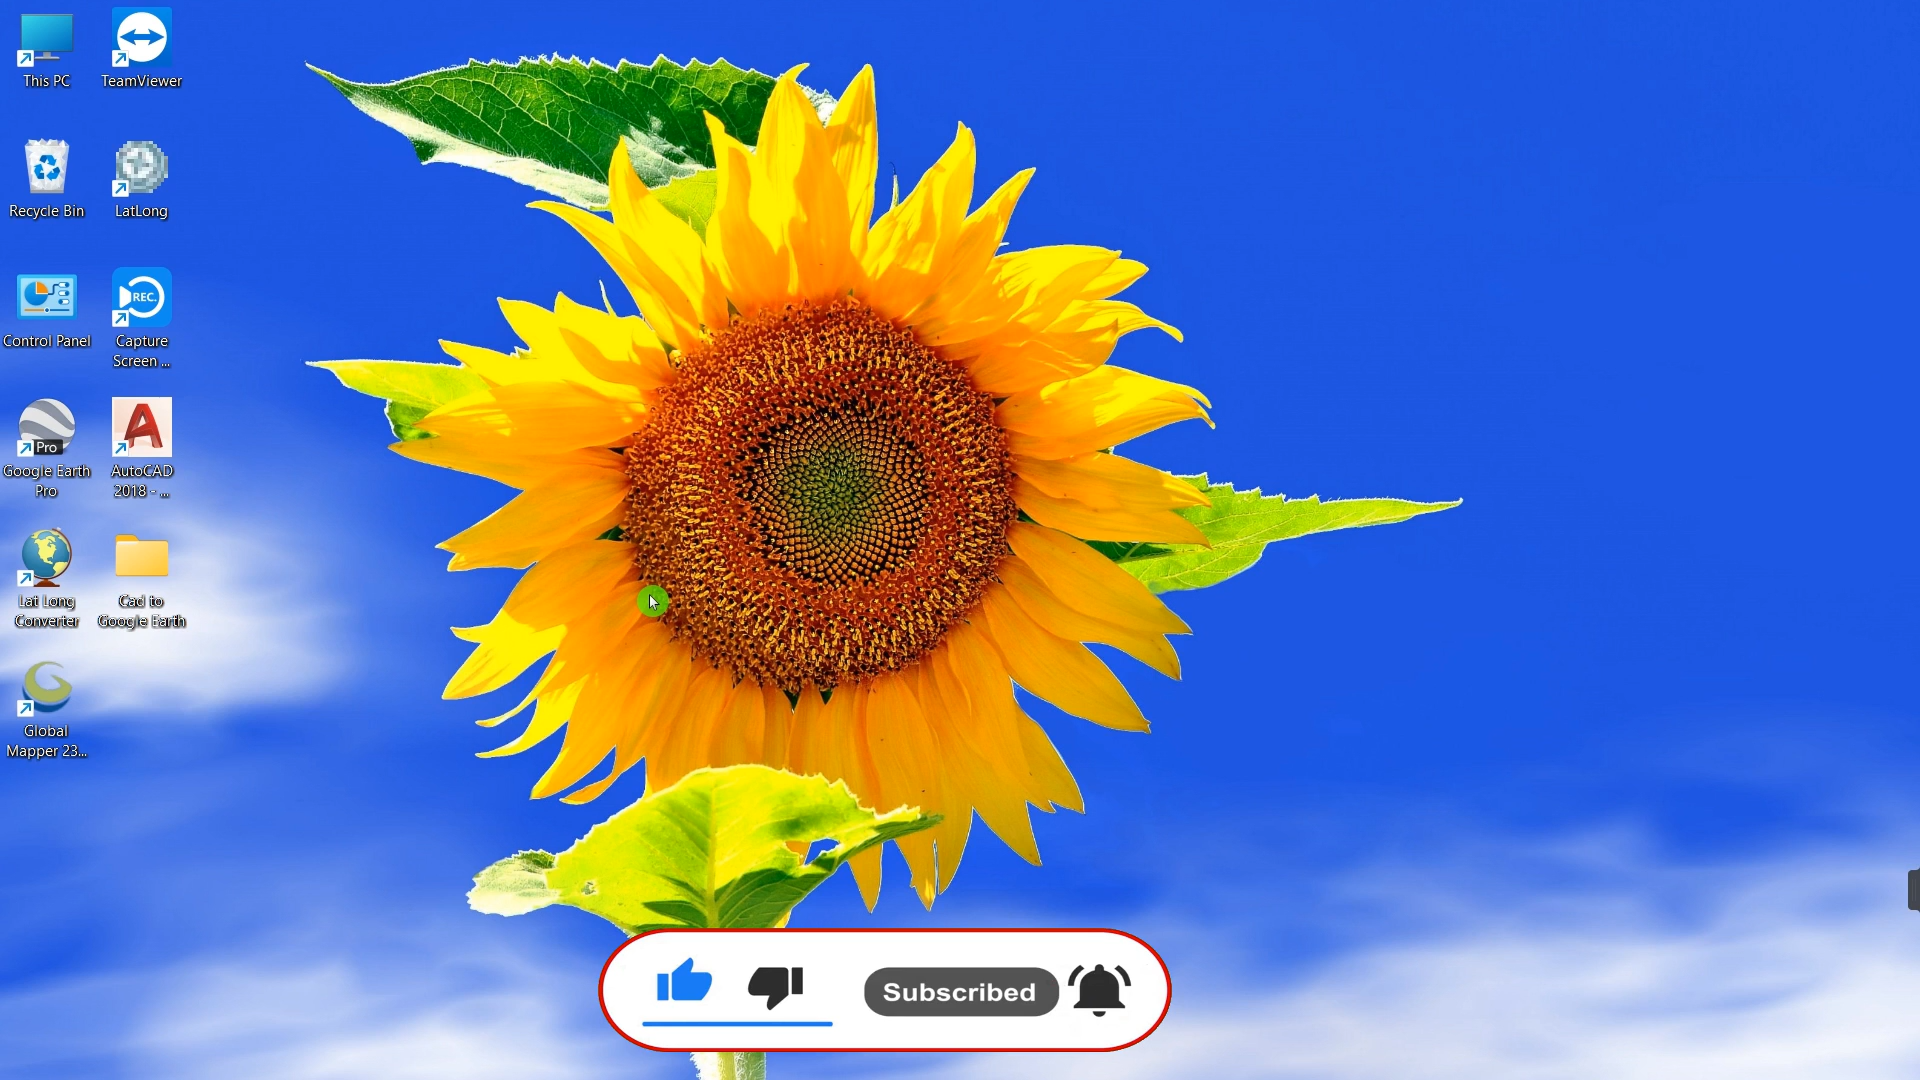 This PC
TeamViewer
Recycle Bin
LatLong
Control Panel
REC.
Capture
Screen ...
Pro
Google Earth
Pro
AutoCAD
2018 - ...
Lat Long
Converter
Cad to
Google Earth
Global
Mapper 23...
Subscribed